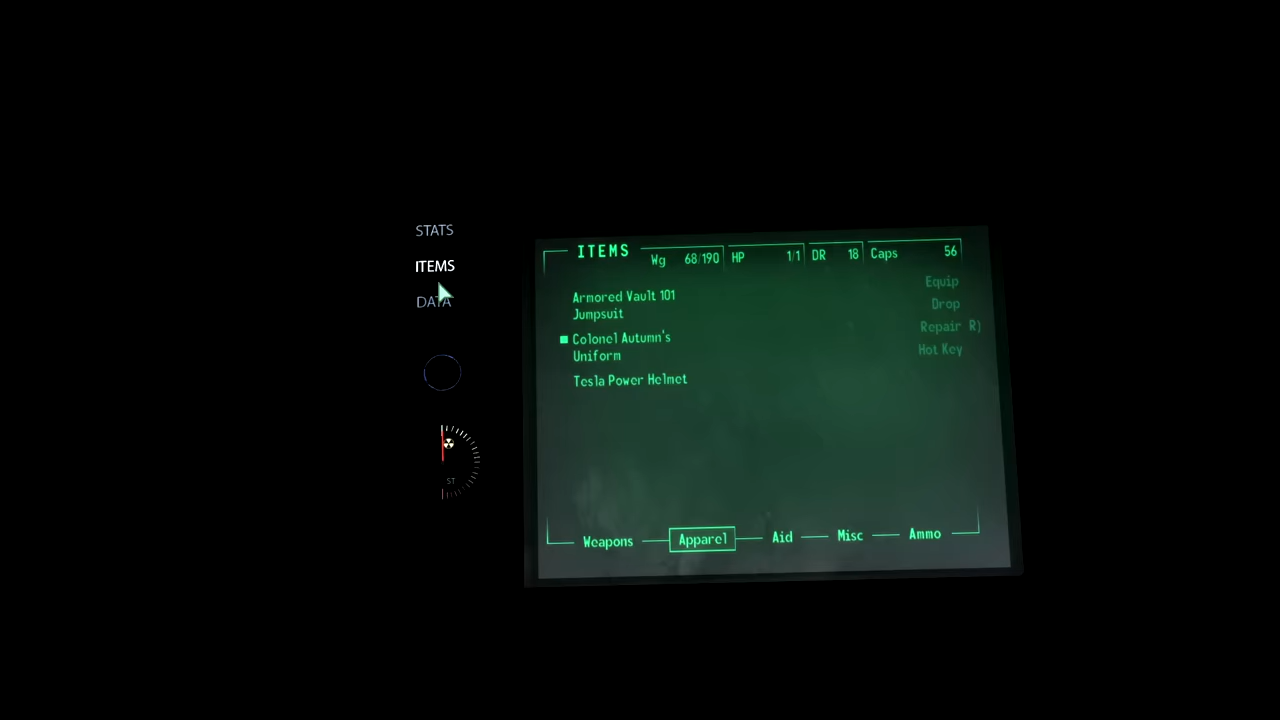 STATS
ITEMS
DATA
ST
ITEMS Wg 68/190 HP 1/1 DR 18 Caps 56
Armored Vault 101
Jumpsuit
Colonel Autumn's
Uniform
Tesla Power Helmet
Equip
Drop
Repair R)
Hot Key
Weapons Apparel Aid Misc Ammo